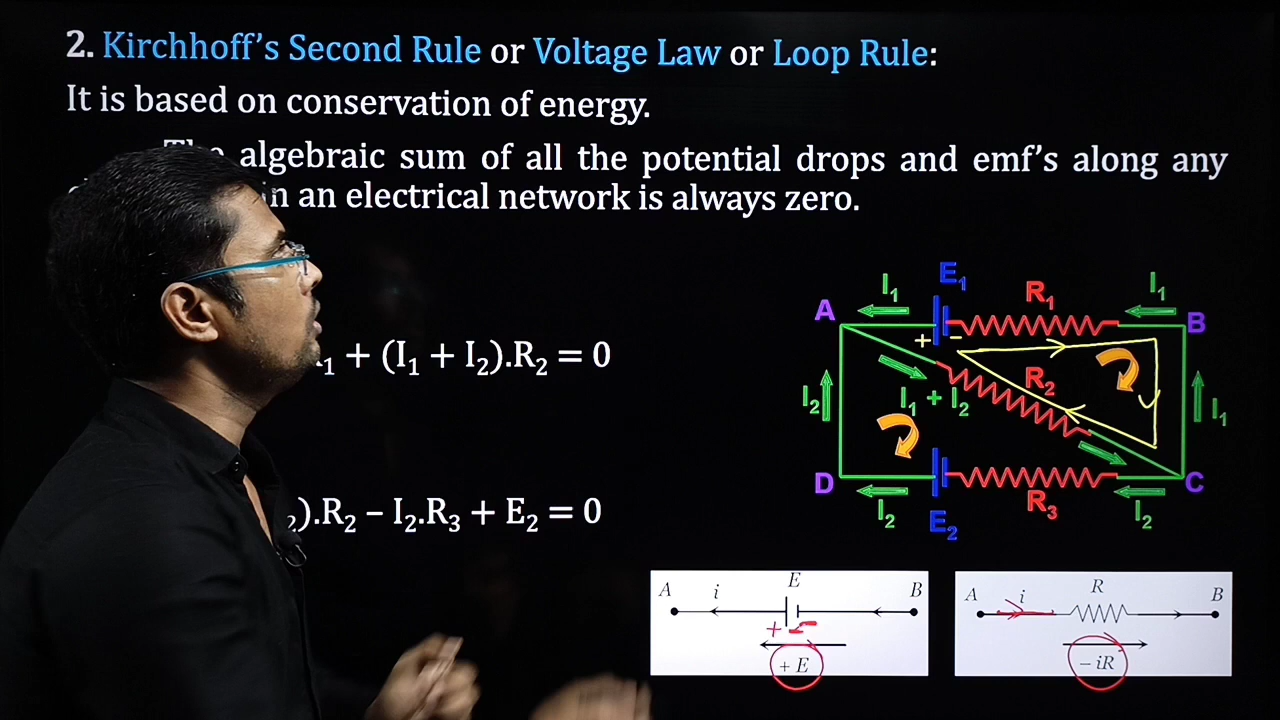 2. Kirchhoff's Second Rule or Voltage Law or Loop Rule:
It is based on conservation of energy.
algebraic sum of all the potential drops and emf's along any
in an electrical network is always zero.
₁ + (I₁ + I₂).R₂ = 0
₂).R₂ – I₂.R₃ + E₂ = 0
I₁ E₁ R₁ I₁
A B
+ -
R₂
I₂ I₁ + I₂ I₁
D C
I₂ E₂ R₃ I₂
A i E B
+ -
+ E
A i R B
– iR